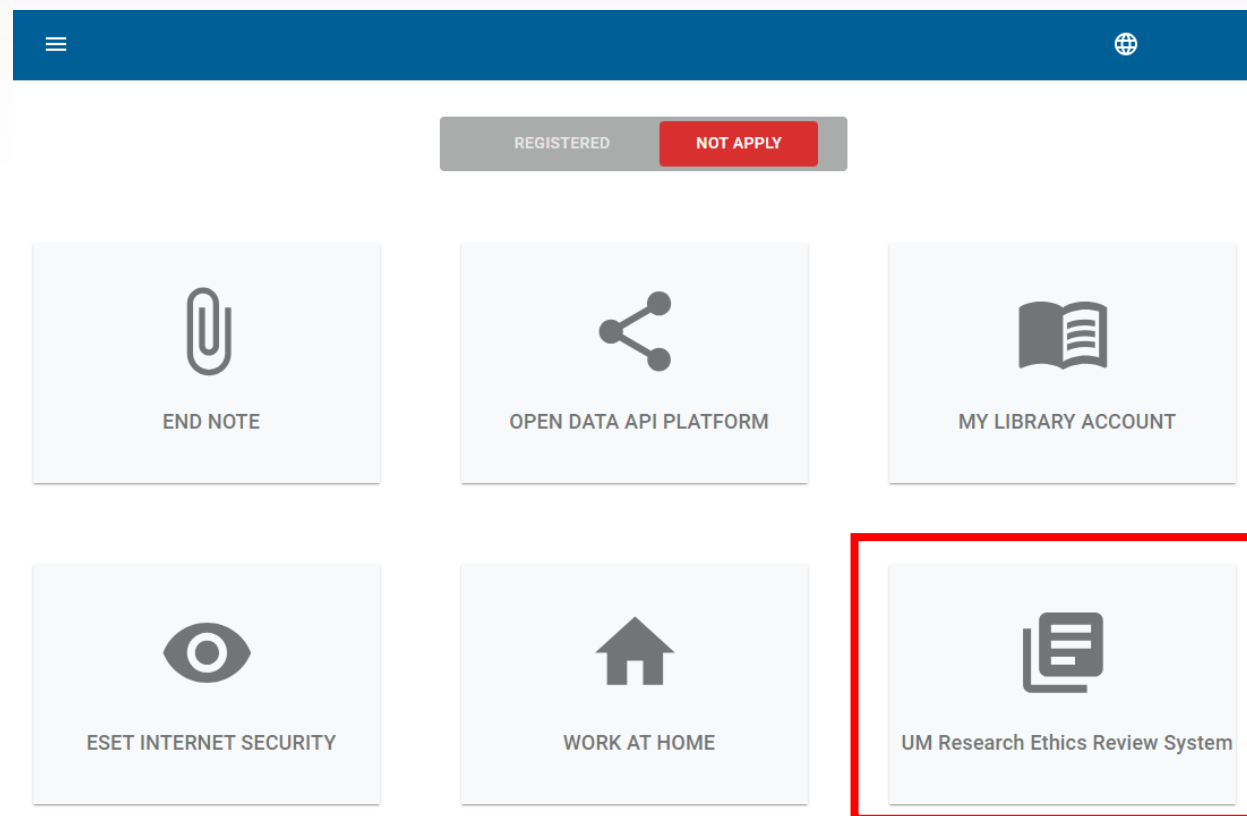 REGISTERED NOT APPLY
END NOTE OPEN DATA API PLATFORM MY LIBRARY ACCOUNT
ESET INTERNET SECURITY WORK AT HOME UM Research Ethics Review System